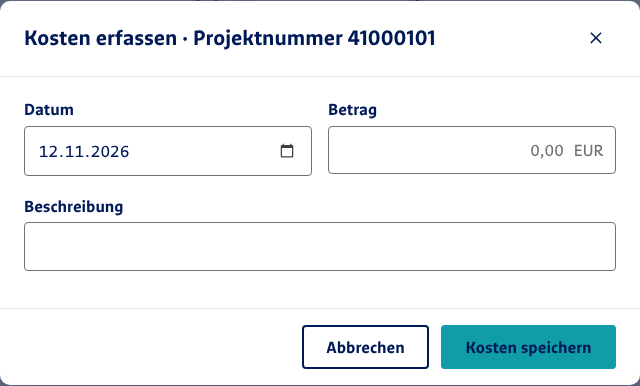 Kosten erfassen · Projektnummer 41000101
Datum
Betrag
12.11.2026
0,00 EUR
Beschreibung
Abbrechen
Kosten speichern